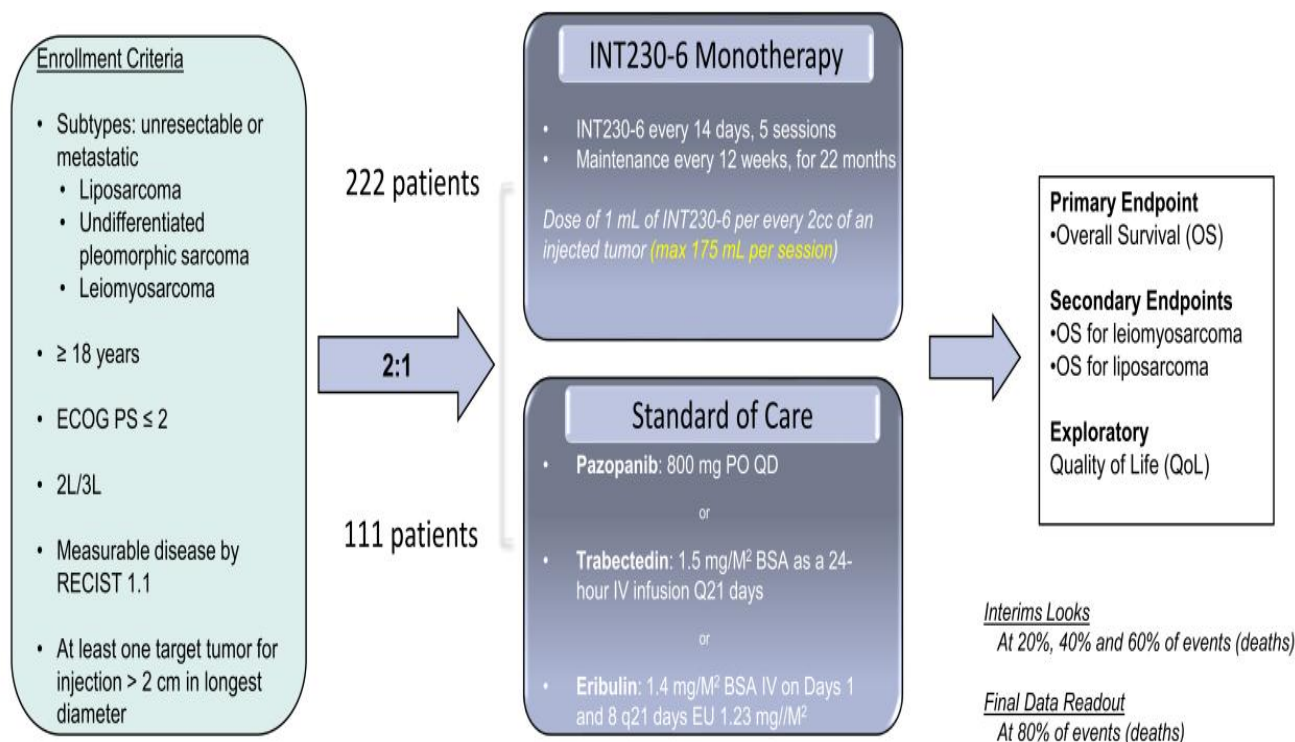 Enrollment Criteria
• Subtypes: unresectable or
metastatic
• Liposarcoma
• Undifferentiated
pleomorphic sarcoma
• Leiomyosarcoma
• ≥ 18 years
• ECOG PS ≤ 2
• 2L/3L
• Measurable disease by
RECIST 1.1
• At least one target tumor for
injection > 2 cm in longest
diameter
2:1
222 patients
111 patients
INT230-6 Monotherapy
• INT230-6 every 14 days, 5 sessions
• Maintenance every 12 weeks, for 22 months
Dose of 1 mL of INT230-6 per every 2cc of an
injected tumor (max 175 mL per session)
Standard of Care
• Pazopanib: 800 mg PO QD
or
• Trabectedin: 1.5 mg/M² BSA as a 24-
hour IV infusion Q21 days
or
• Eribulin: 1.4 mg/M² BSA IV on Days 1
and 8 q21 days EU 1.23 mg//M²
Primary Endpoint
•Overall Survival (OS)
Secondary Endpoints
•OS for leiomyosarcoma
•OS for liposarcoma
Exploratory
Quality of Life (QoL)
Interims Looks
At 20%, 40% and 60% of events (deaths)
Final Data Readout
At 80% of events (deaths)